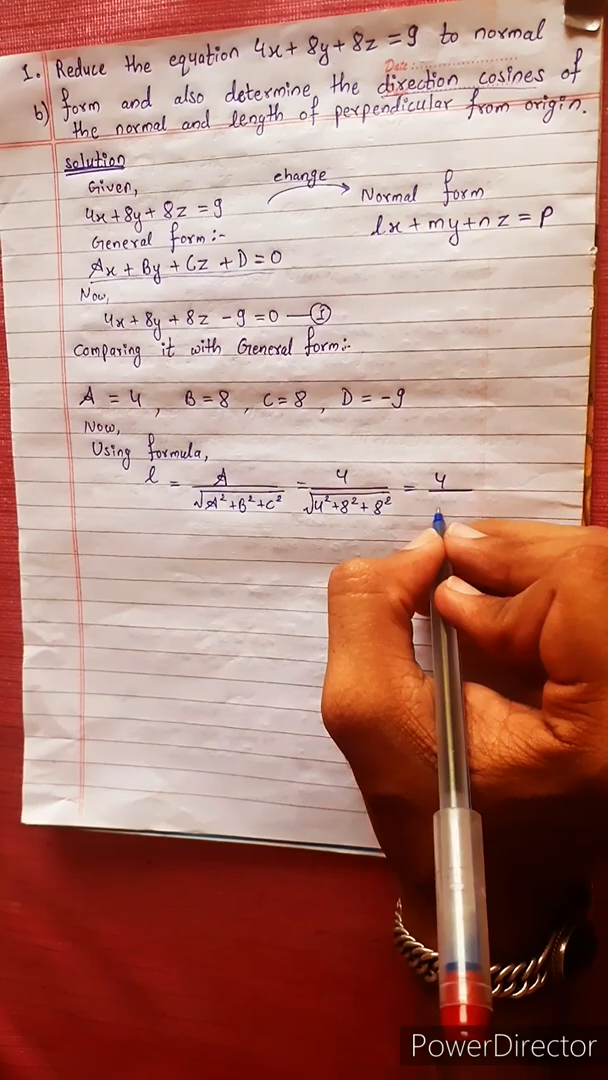 1. Reduce the equation 4x + 8y + 8z = 9 to normal
Date :
b) form and also determine the direction cosines of
the normal and length of perpendicular from origin.
solution
Given,
change
Normal form
4x + 8y + 8z = 9
lx + my + nz = P
General form :-
Ax + By + Cz + D = 0
Now,
4x + 8y + 8z - 9 = 0 — ①
Comparing it with General form :-
A = 4, B = 8, C = 8, D = -9
Now,
Using formula,
l = A / √A² + B² + C² = 4 / √4² + 8² + 8² = 4
PowerDirector